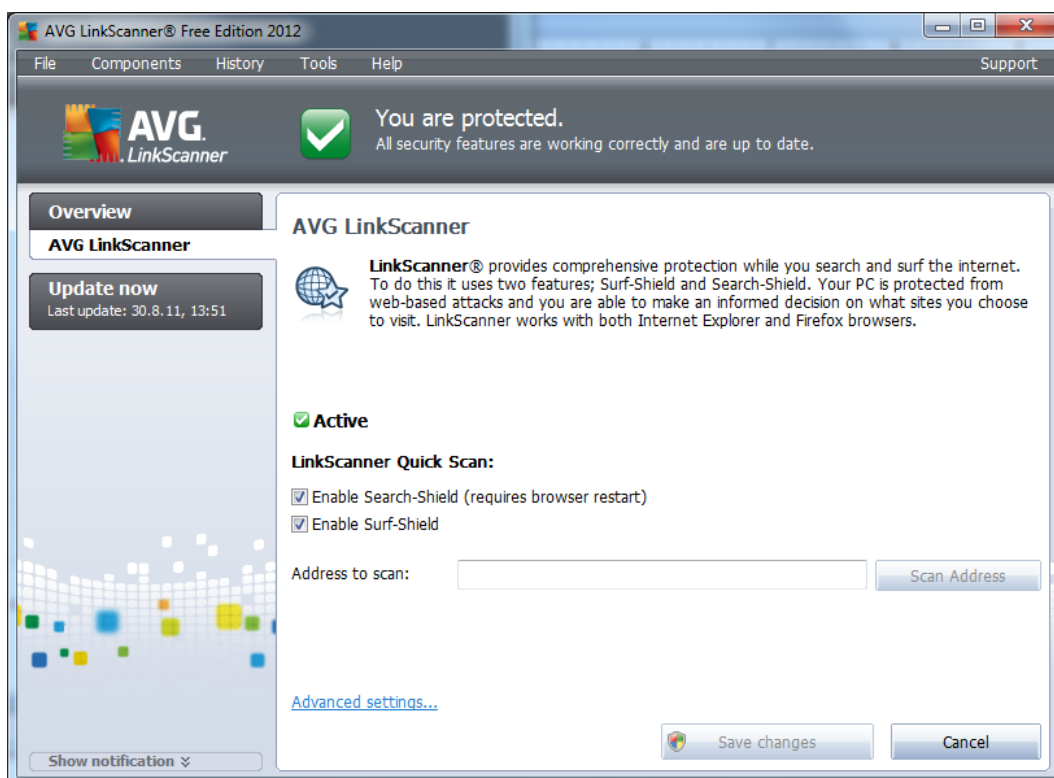 AVG LinkScanner® Free Edition 2012
File Components History Tools Help Support
AVG.
LinkScanner
You are protected.
All security features are working correctly and are up to date.
Overview
AVG LinkScanner
Update now
Last update: 30.8.11, 13:51
AVG LinkScanner
LinkScanner® provides comprehensive protection while you search and surf the internet.
To do this it uses two features; Surf-Shield and Search-Shield. Your PC is protected from
web-based attacks and you are able to make an informed decision on what sites you choose
to visit. LinkScanner works with both Internet Explorer and Firefox browsers.
Active
LinkScanner Quick Scan:
Enable Search-Shield (requires browser restart)
Enable Surf-Shield
Address to scan:
Scan Address
Advanced settings...
Save changes
Cancel
Show notification